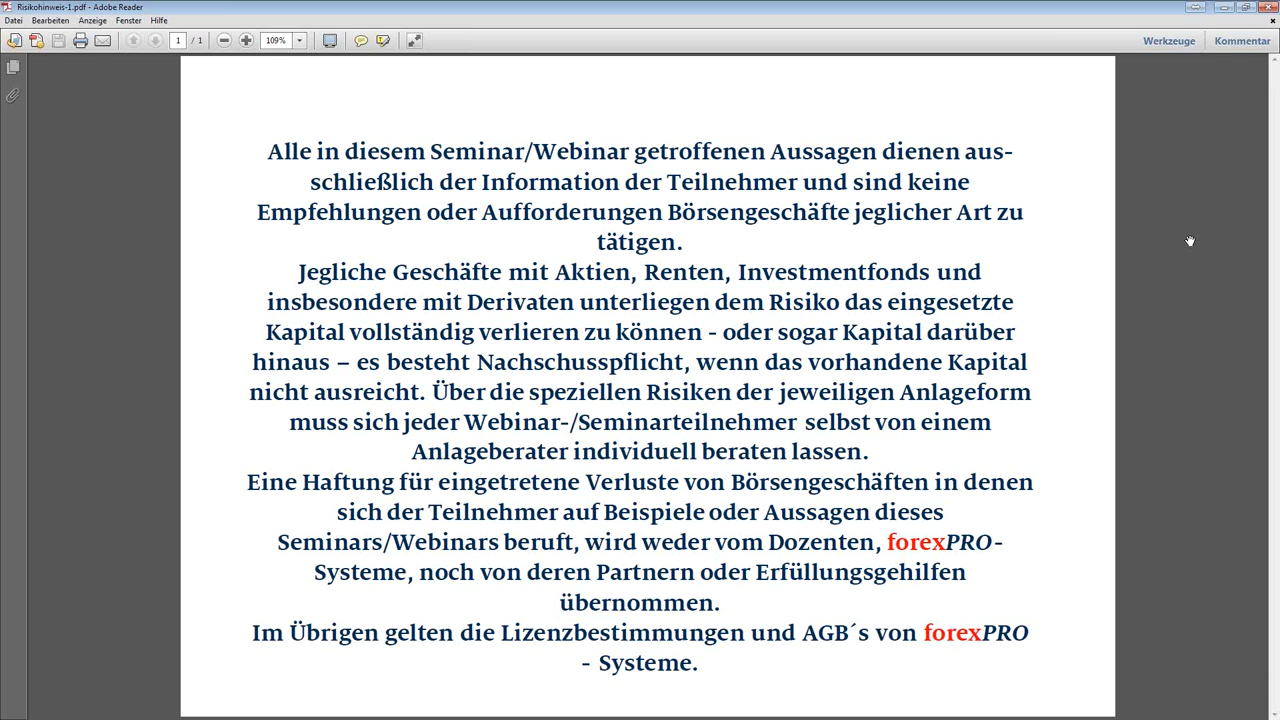 Risikohinweis-1.pdf - Adobe Reader
Datei Bearbeiten Anzeige Fenster Hilfe
1 / 1 109% Werkzeuge Kommentar
Alle in diesem Seminar/Webinar getroffenen Aussagen dienen aus-
schließlich der Information der Teilnehmer und sind keine
Empfehlungen oder Aufforderungen Börsengeschäfte jeglicher Art zu
tätigen.
Jegliche Geschäfte mit Aktien, Renten, Investmentfonds und
insbesondere mit Derivaten unterliegen dem Risiko das eingesetzte
Kapital vollständig verlieren zu können - oder sogar Kapital darüber
hinaus – es besteht Nachschusspflicht, wenn das vorhandene Kapital
nicht ausreicht. Über die speziellen Risiken der jeweiligen Anlageform
muss sich jeder Webinar-/Seminarteilnehmer selbst von einem
Anlageberater individuell beraten lassen.
Eine Haftung für eingetretene Verluste von Börsengeschäften in denen
sich der Teilnehmer auf Beispiele oder Aussagen dieses
Seminars/Webinars beruft, wird weder vom Dozenten, forexPRO-
Systeme, noch von deren Partnern oder Erfüllungsgehilfen
übernommen.
Im Übrigen gelten die Lizenzbestimmungen und AGB´s von forexPRO
- Systeme.